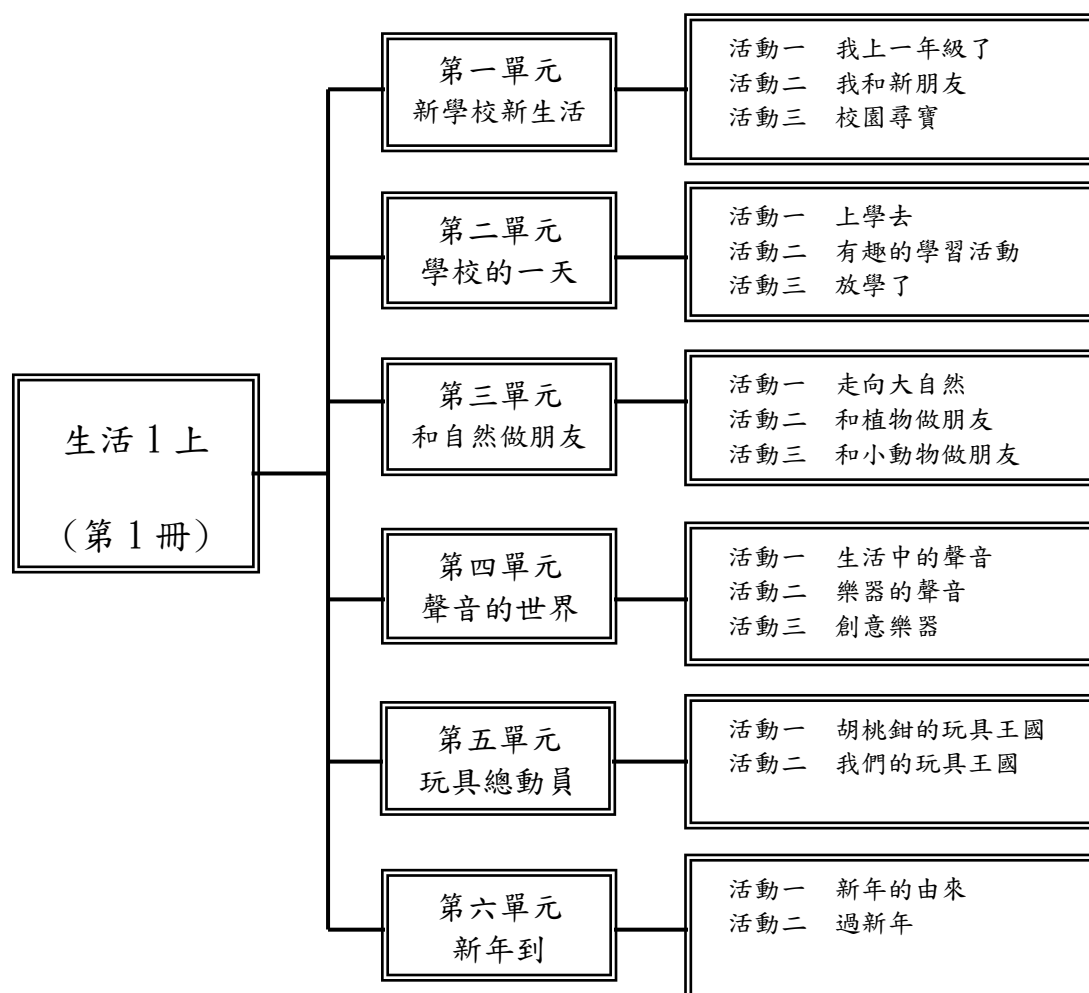 生活1上
（第1冊）
第一單元
新學校新生活
活動一　我上一年級了
活動二　我和新朋友
活動三　校園尋寶
第二單元
學校的一天
活動一　上學去
活動二　有趣的學習活動
活動三　放學了
第三單元
和自然做朋友
活動一　走向大自然
活動二　和植物做朋友
活動三　和小動物做朋友
第四單元
聲音的世界
活動一　生活中的聲音
活動二　樂器的聲音
活動三　創意樂器
第五單元
玩具總動員
活動一　胡桃鉗的玩具王國
活動二　我們的玩具王國
第六單元
新年到
活動一　新年的由來
活動二　過新年